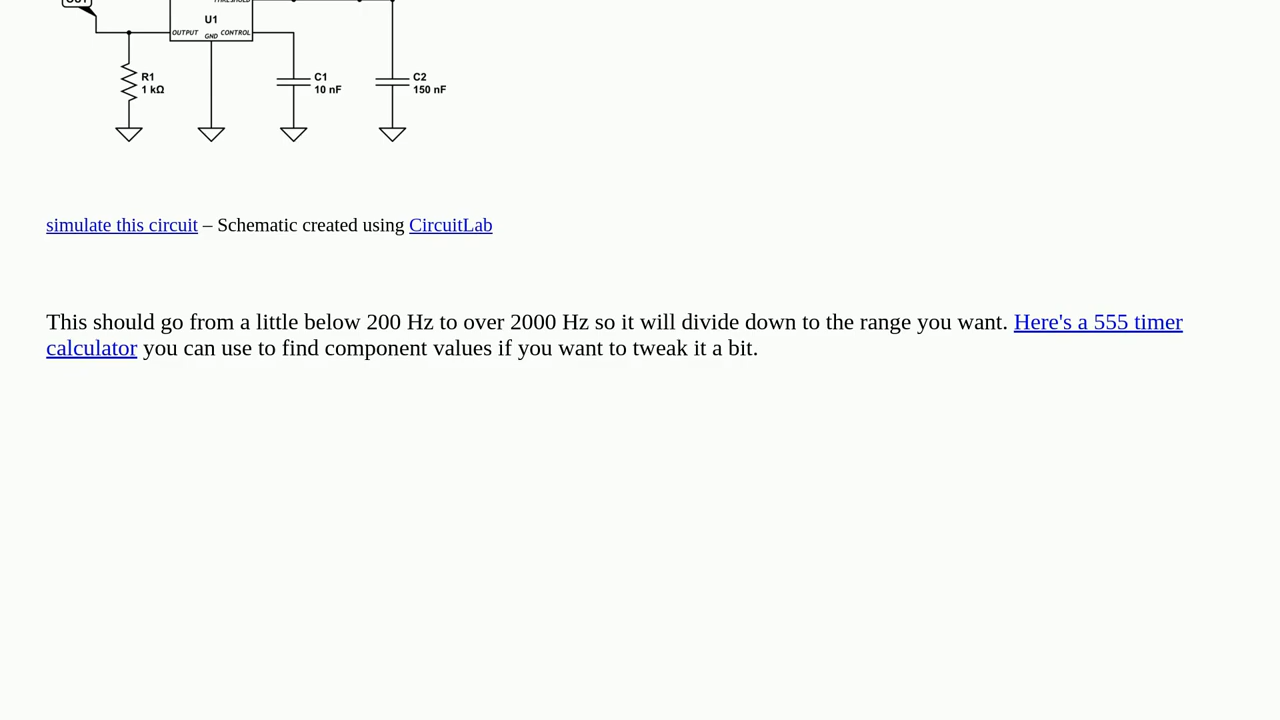 U1
OUTPUT GND CONTROL
R1
1 kΩ
C1
10 nF
C2
150 nF
simulate this circuit – Schematic created using CircuitLab
This should go from a little below 200 Hz to over 2000 Hz so it will divide down to the range you want. Here's a 555 timer
calculator you can use to find component values if you want to tweak it a bit.